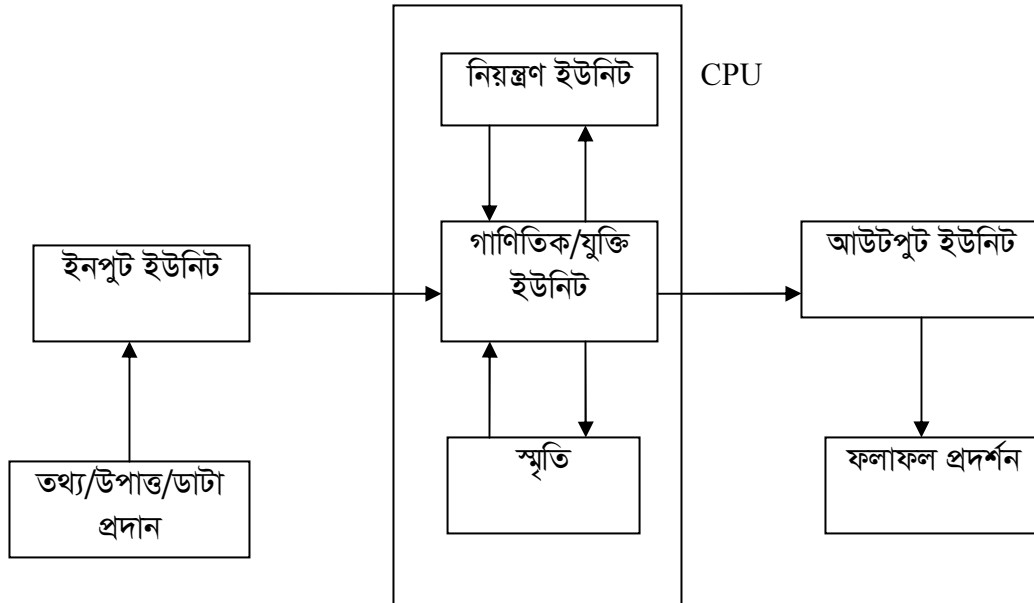 নিয়ন্ত্রণ ইউনিট
CPU
গাণিতিক/যুক্তি
ইউনিট
আউটপুট ইউনিট
ইনপুট ইউনিট
স্মৃতি
ফলাফল প্রদর্শন
তথ্য/উপাত্ত/ডাটা
প্রদান